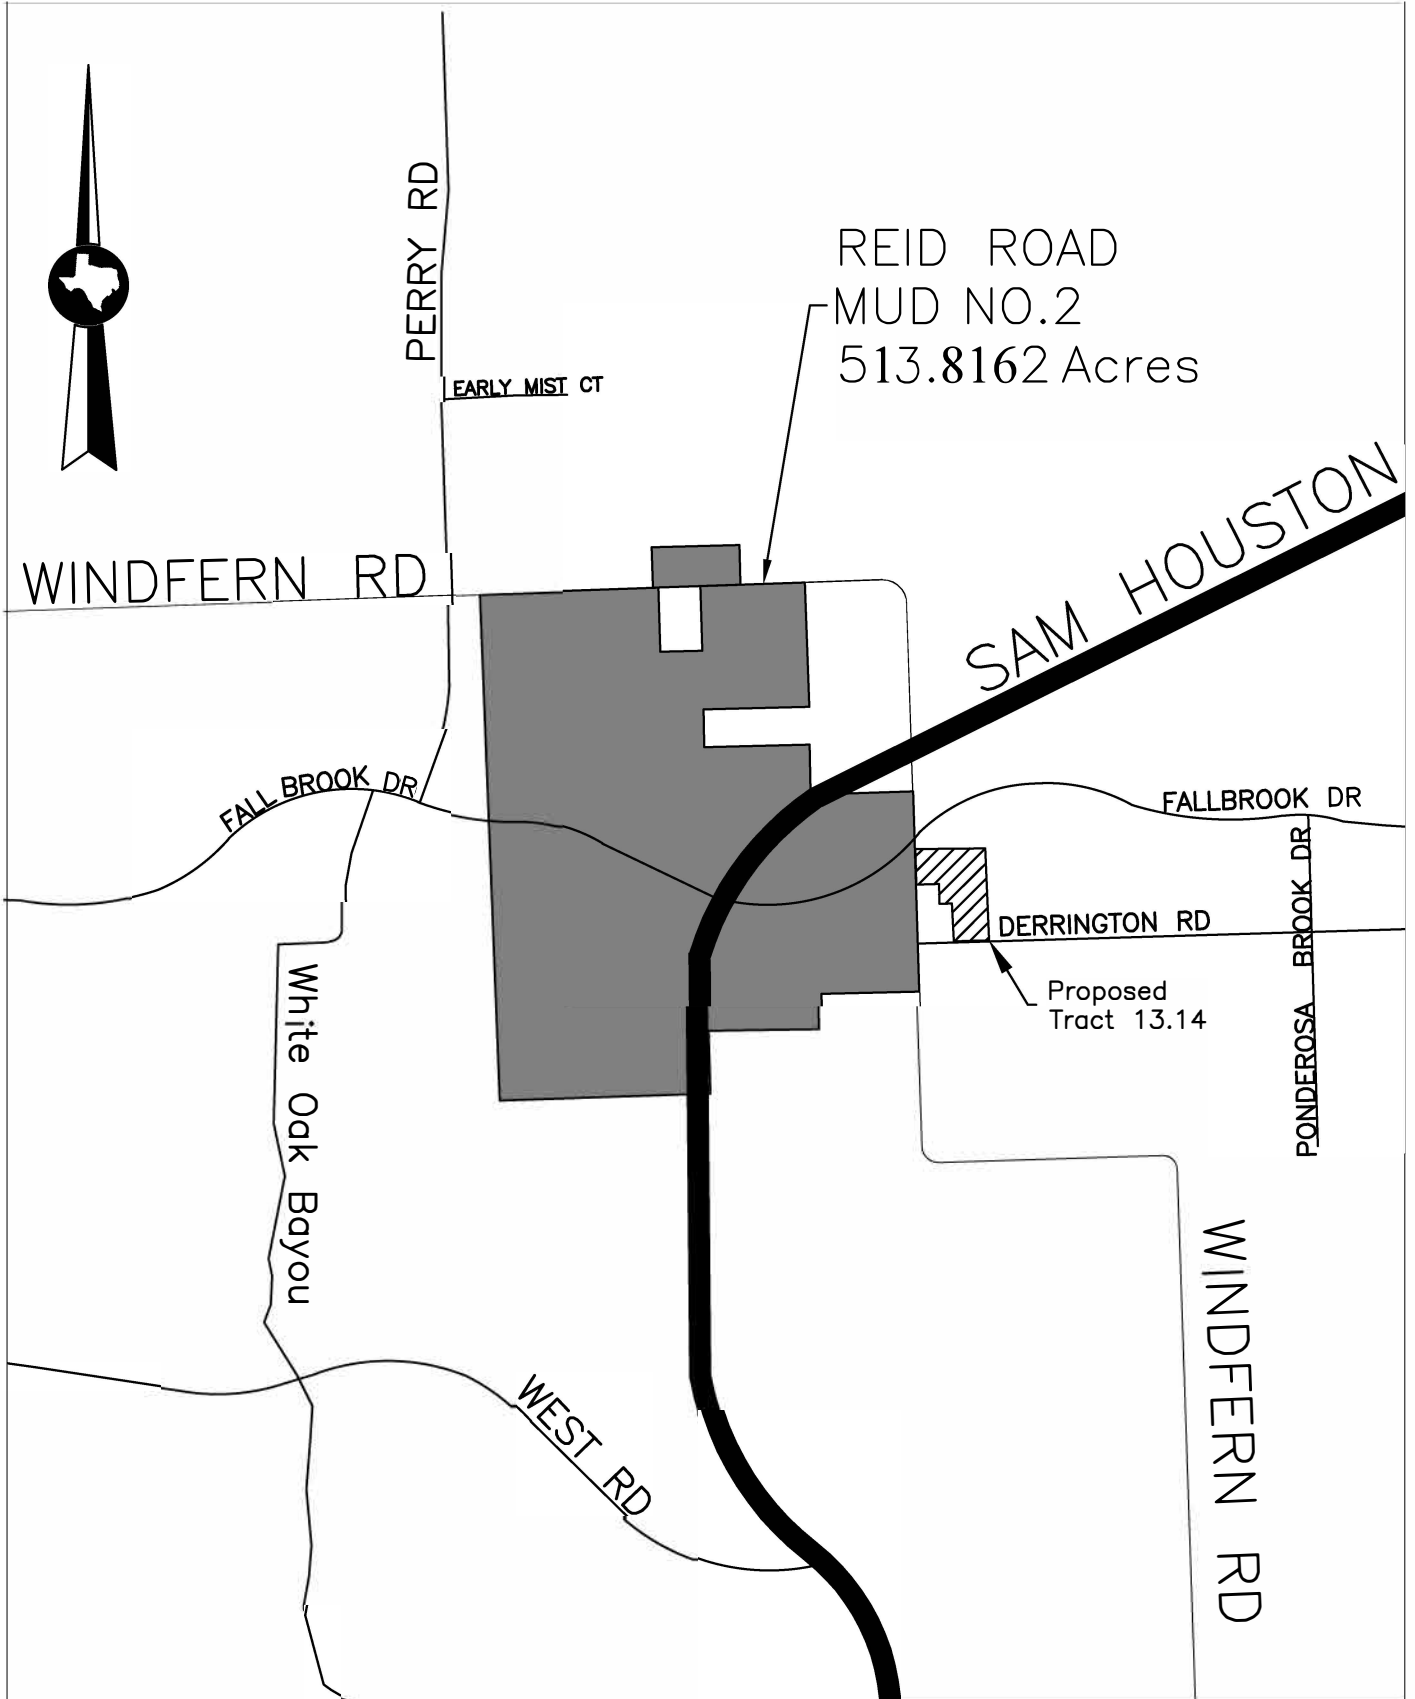 PERRY RD
REID ROAD
MUD NO.2
513.8162 Acres
EARLY MIST CT
SAM HOUSTON
WINDFERN RD
FALL BROOK DR
FALLBROOK DR
DERRINGTON RD
PONDEROSA BROOK DR
Proposed
Tract 13.14
White Oak Bayou
WINDFERN RD
WEST RD